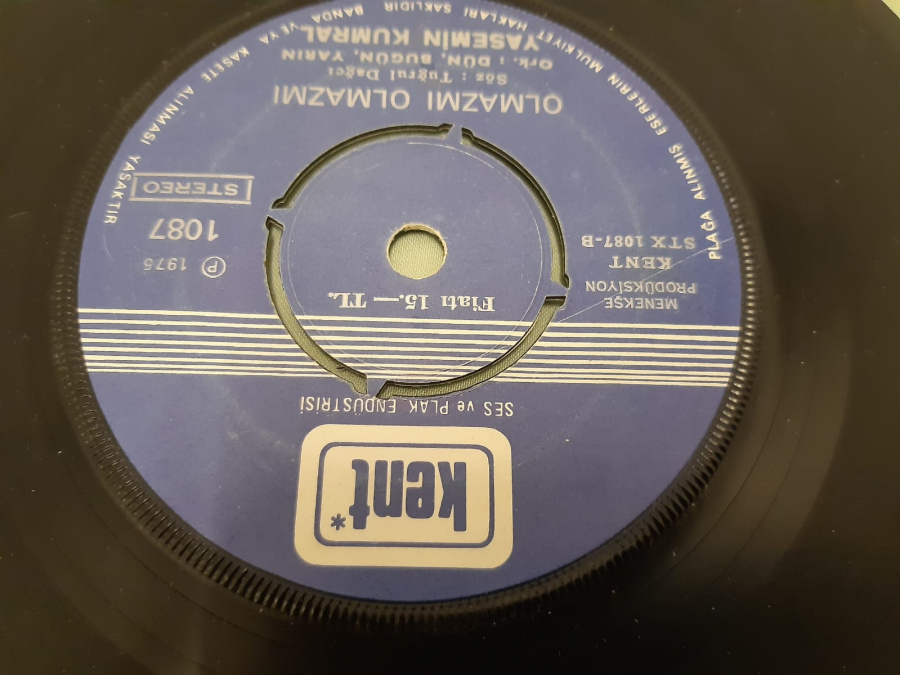 kent*
SES ve PLAK ENDÜSTRİSİ
MENEKŞE
PRODÜKSİYON
KENT
STX 1087-B
Fiatı 15.— TL.
℗ 1975
1087
STEREO
OLMAZMI OLMAZMI
Söz : Tuğrul Dağcı
Ork. : DÜN, BUGÜN, YARIN
YASEMİN KUMRAL
PLAĞA ALINMIŞ ESERLERİN MÜLKİYET HAKLARI SAKLIDIR BANDA VEYA KASETE ALINMASI YASAKTIR